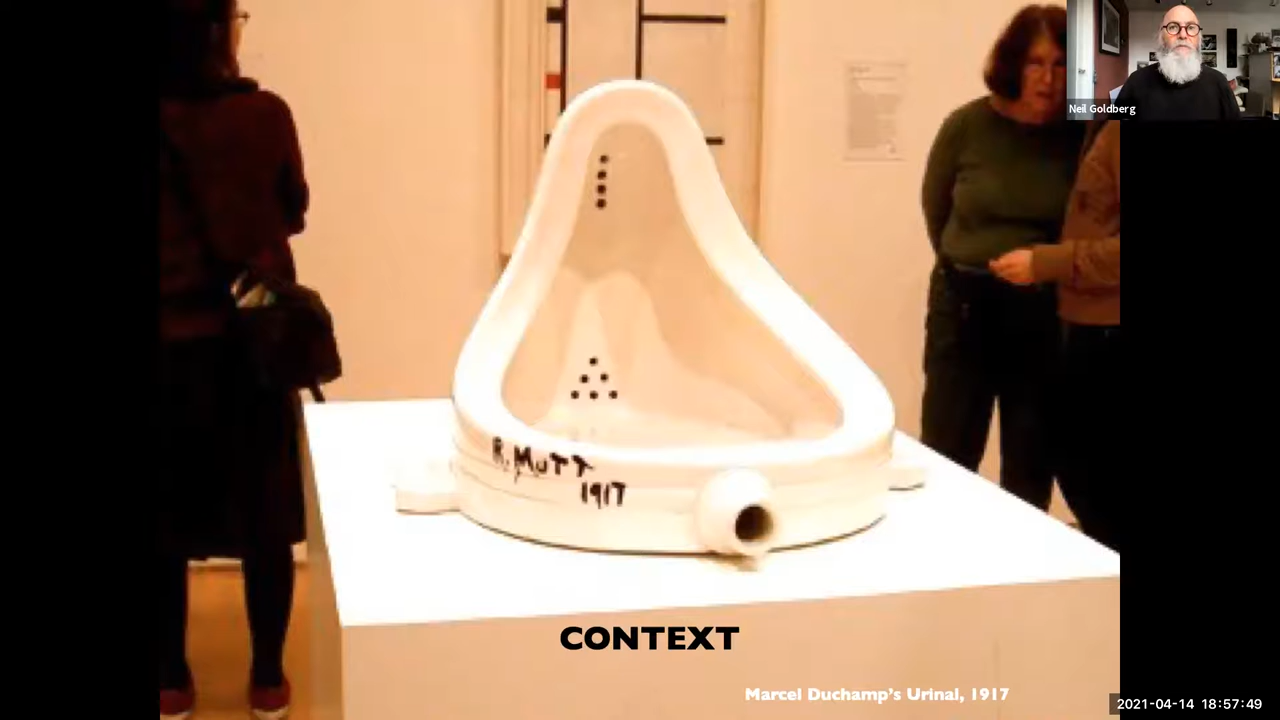 Neil Goldberg
R. MUTT
1917
CONTEXT
Marcel Duchamp's Urinal, 1917
2021-04-14 18:57:49